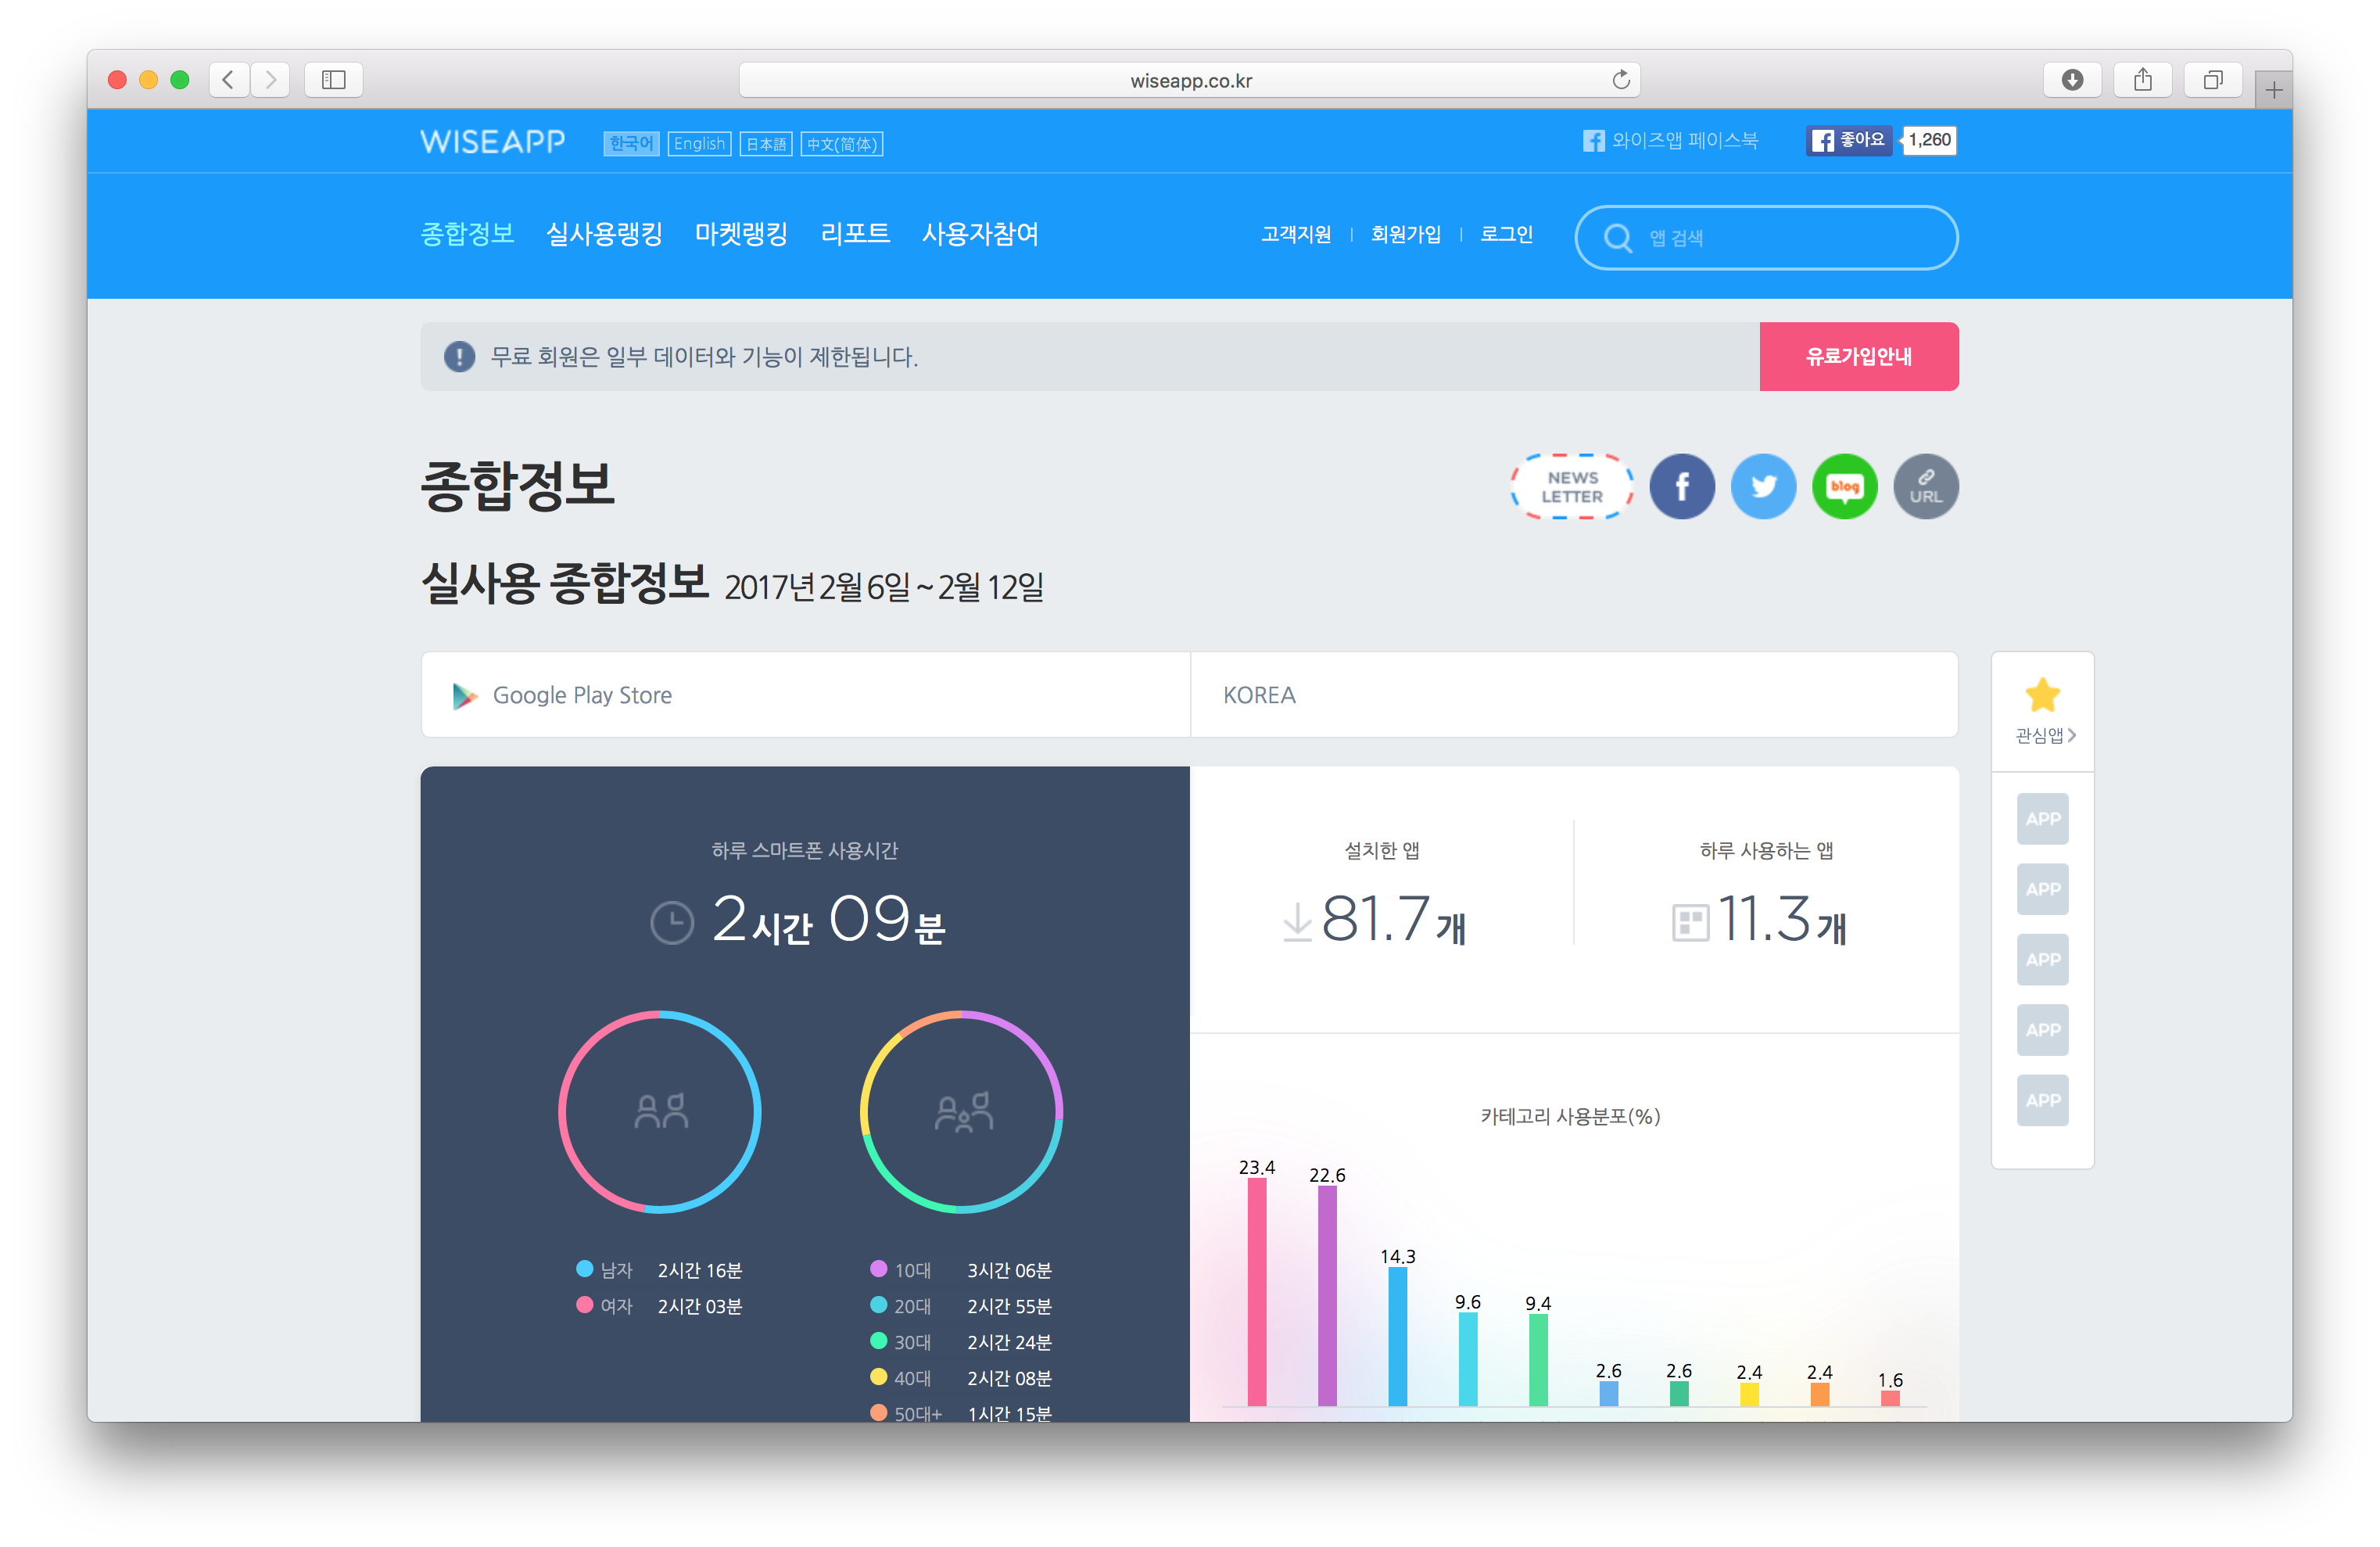 wiseapp.co.kr
WISEAPP 한국어 English 日本語 中文(简体) 와이즈앱 페이스북 좋아요 1,260
종합정보 실사용랭킹 마켓랭킹 리포트 사용자참여 고객지원 회원가입 로그인 앱 검색
무료 회원은 일부 데이터와 기능이 제한됩니다. 유료가입안내
종합정보
NEWS
LETTER
blog
URL
실사용 종합정보 2017년 2월 6일 ~ 2월 12일
Google Play Store
KOREA
관심앱
APP
APP
APP
APP
APP
하루 스마트폰 사용시간
2시간 09분
남자 2시간 16분
여자 2시간 03분
10대 3시간 06분
20대 2시간 55분
30대 2시간 24분
40대 2시간 08분
50대+ 1시간 15분
설치한 앱
81.7개
하루 사용하는 앱
11.3개
카테고리 사용분포(%)
23.4 22.6 14.3 9.6 9.4 2.6 2.6 2.4 2.4 1.6